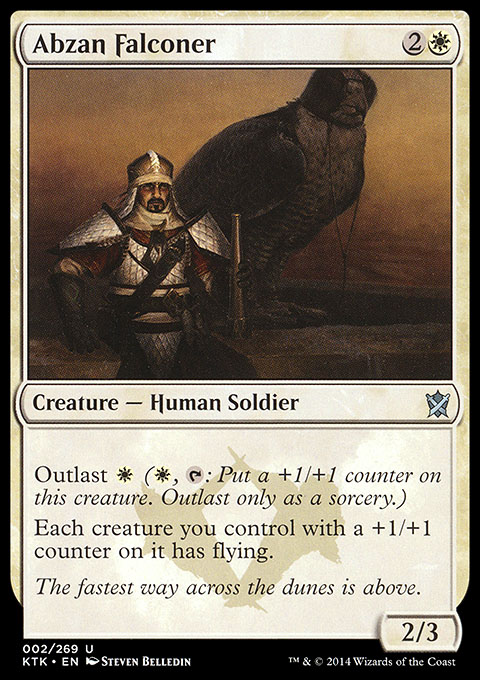 Abzan Falconer 2
Creature — Human Soldier
Outlast (, : Put a +1/+1 counter on
this creature. Outlast only as a sorcery.)
Each creature you control with a +1/+1
counter on it has flying.
The fastest way across the dunes is above.
2/3
002/269 U
KTK • EN Steven Belledin
™ & © 2014 Wizards of the Coast